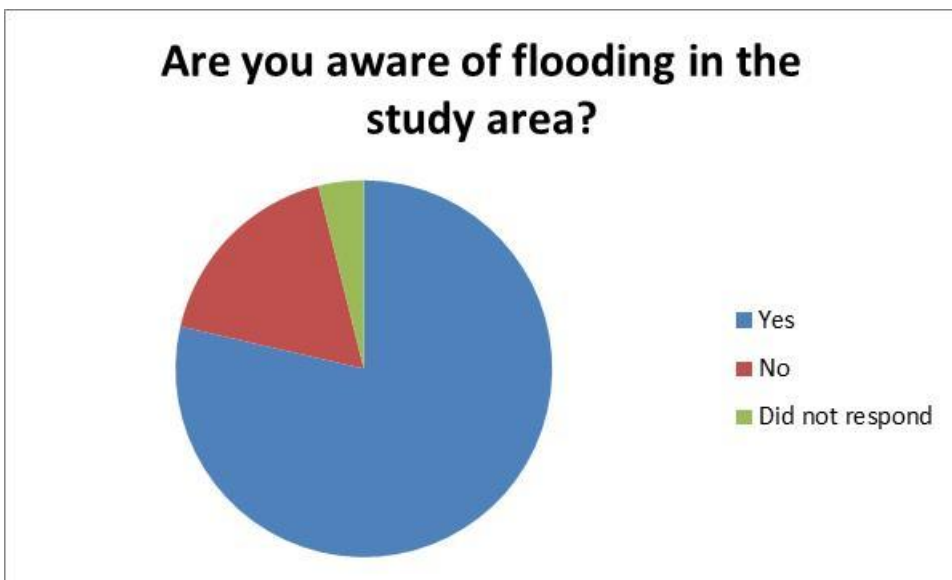 Are you aware of flooding in the
study area?
Yes
No
Did not respond